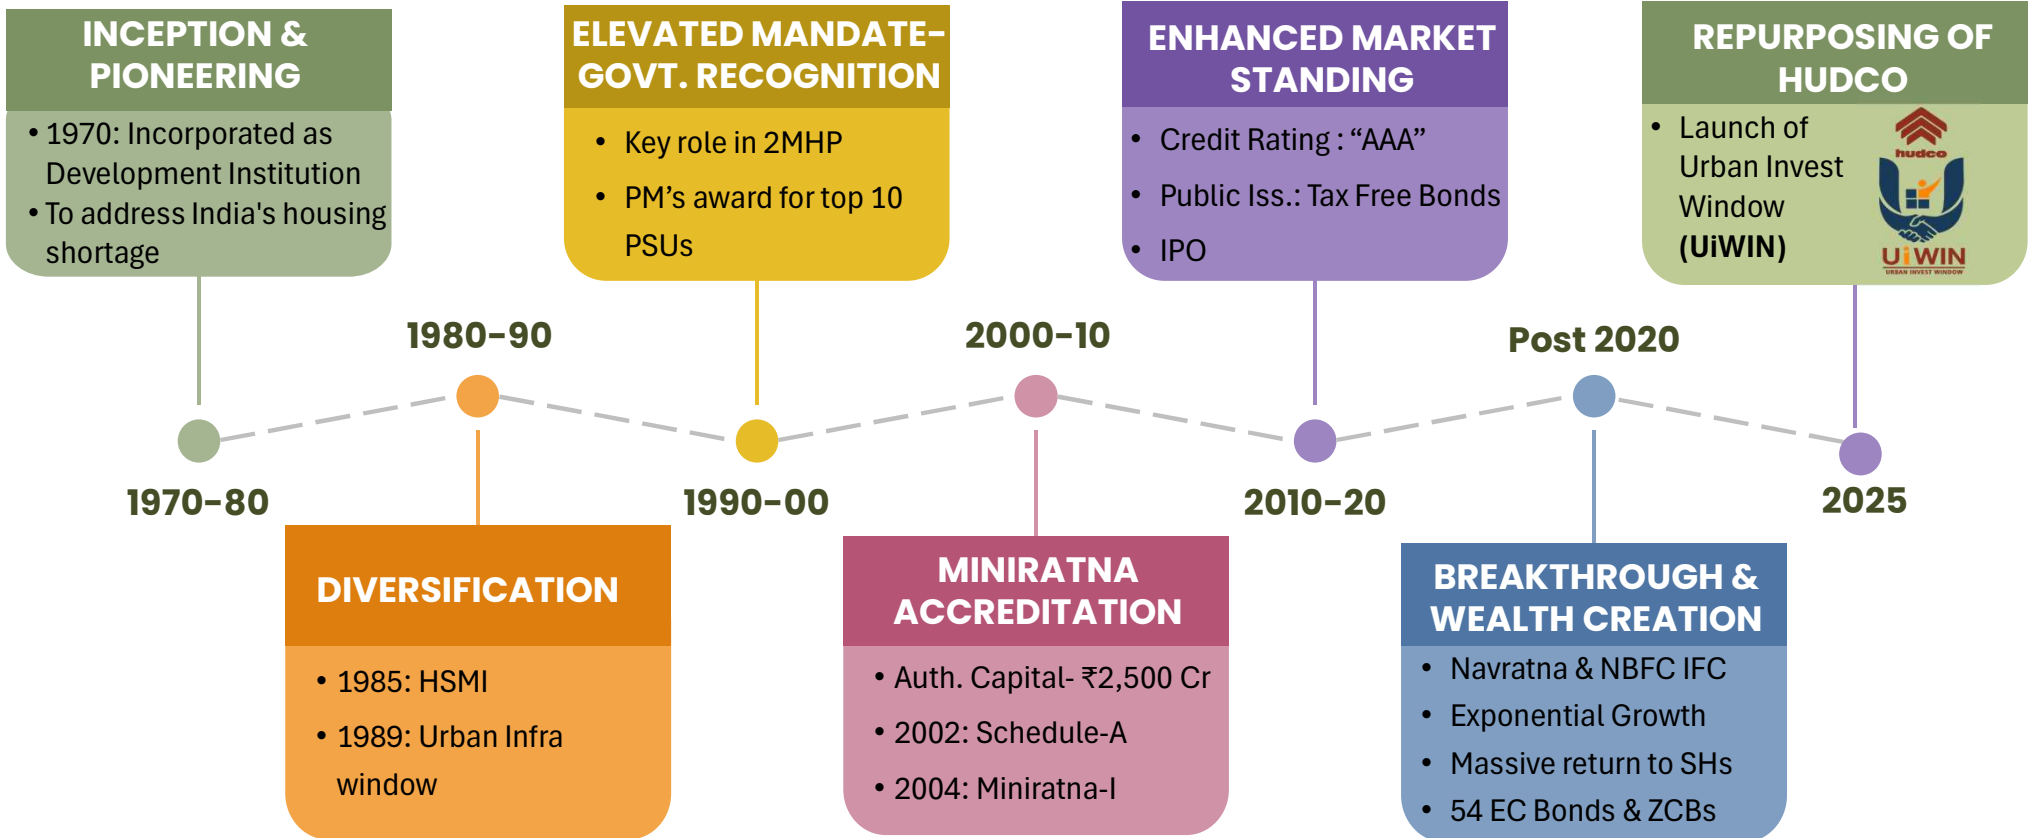 INCEPTION &
PIONEERING
• 1970: Incorporated as
Development Institution
• To address India's housing
shortage
1970-80
1980-90
DIVERSIFICATION
• 1985: HSMI
• 1989: Urban Infra
window
ELEVATED MANDATE-
GOVT. RECOGNITION
• Key role in 2MHP
• PM’s award for top 10
PSUs
1990-00
2000-10
MINIRATNA
ACCREDITATION
• Auth. Capital- ₹2,500 Cr
• 2002: Schedule-A
• 2004: Miniratna-I
ENHANCED MARKET
STANDING
• Credit Rating : “AAA”
• Public Iss.: Tax Free Bonds
• IPO
2010-20
Post 2020
BREAKTHROUGH &
WEALTH CREATION
• Navratna & NBFC IFC
• Exponential Growth
• Massive return to SHs
• 54 EC Bonds & ZCBs
REPURPOSING OF
HUDCO
• Launch of
Urban Invest
Window
(UiWIN)
hudco
UiWIN
URBAN INVEST WINDOW
2025